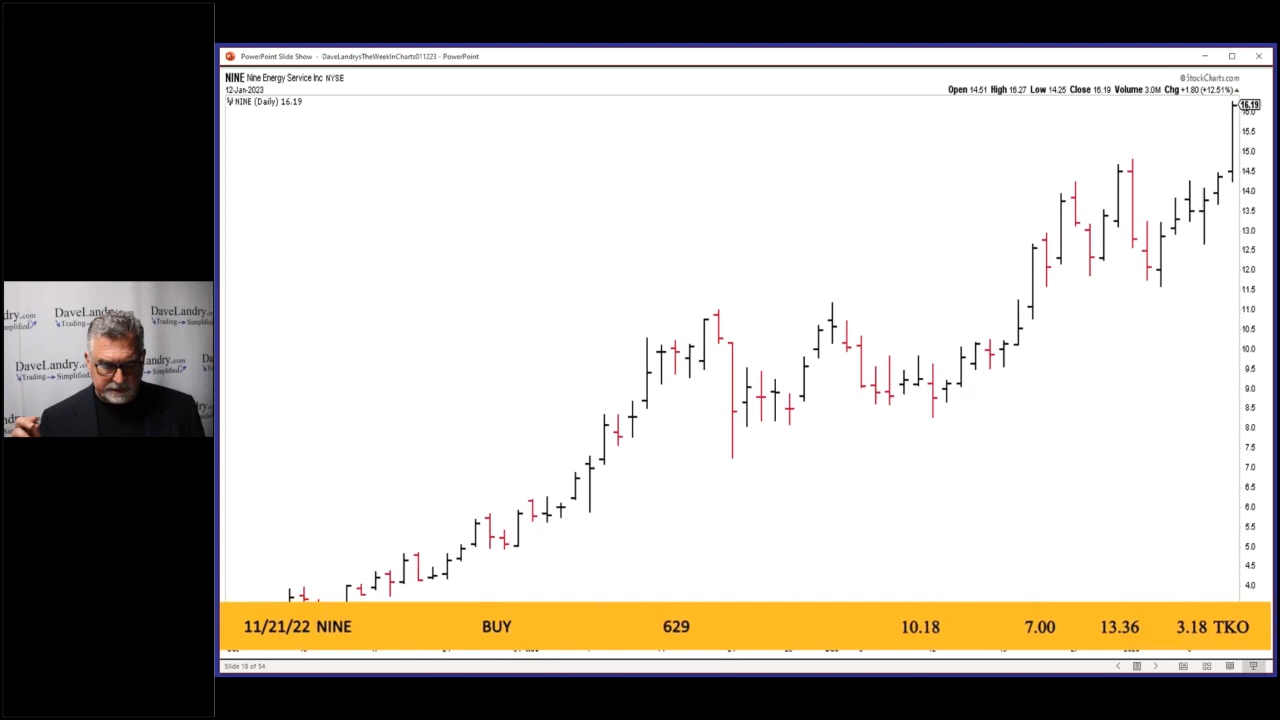 PowerPoint Slide Show - DaveLandrysTheWeekInCharts011223 - PowerPoint
NINE Nine Energy Service Inc NYSE
© StockCharts.com
12-Jan-2023
Open 14.51 High 16.27 Low 14.25 Close 16.19 Volume 3.0M Chg +1.80 (+12.51%)
NINE (Daily) 16.19
16.19
16.0
15.5
15.0
14.5
14.0
13.5
13.0
12.5
12.0
11.5
11.0
10.5
10.0
9.5
9.0
8.5
8.0
7.5
7.0
6.5
6.0
5.5
5.0
4.5
4.0
DaveLandry
Trading Simplified
DaveLandry.com
Trading Simplified
11/21/22 NINE BUY 629 10.18 7.00 13.36 3.18 TKO
Slide 18 of 54